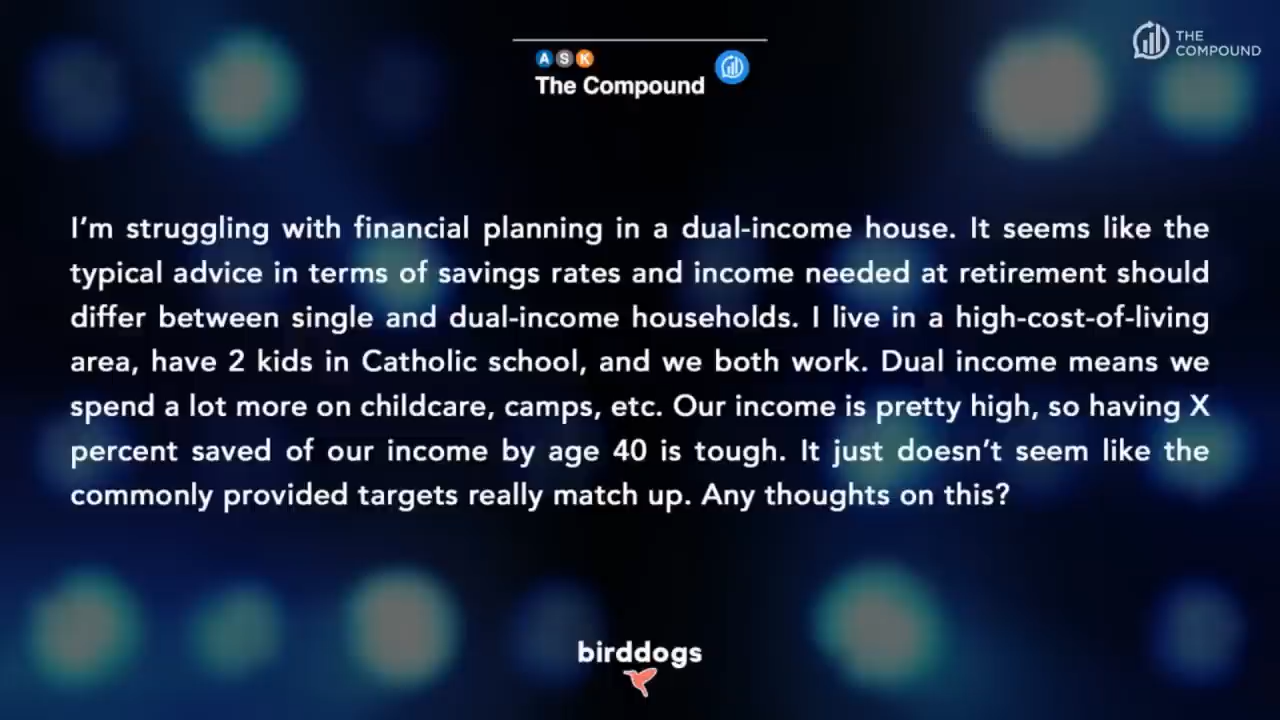 THE
COMPOUND
ASK
The Compound
I’m struggling with financial planning in a dual-income house. It seems like the
typical advice in terms of savings rates and income needed at retirement should
differ between single and dual-income households. I live in a high-cost-of-living
area, have 2 kids in Catholic school, and we both work. Dual income means we
spend a lot more on childcare, camps, etc. Our income is pretty high, so having X
percent saved of our income by age 40 is tough. It just doesn’t seem like the
commonly provided targets really match up. Any thoughts on this?
birddogs